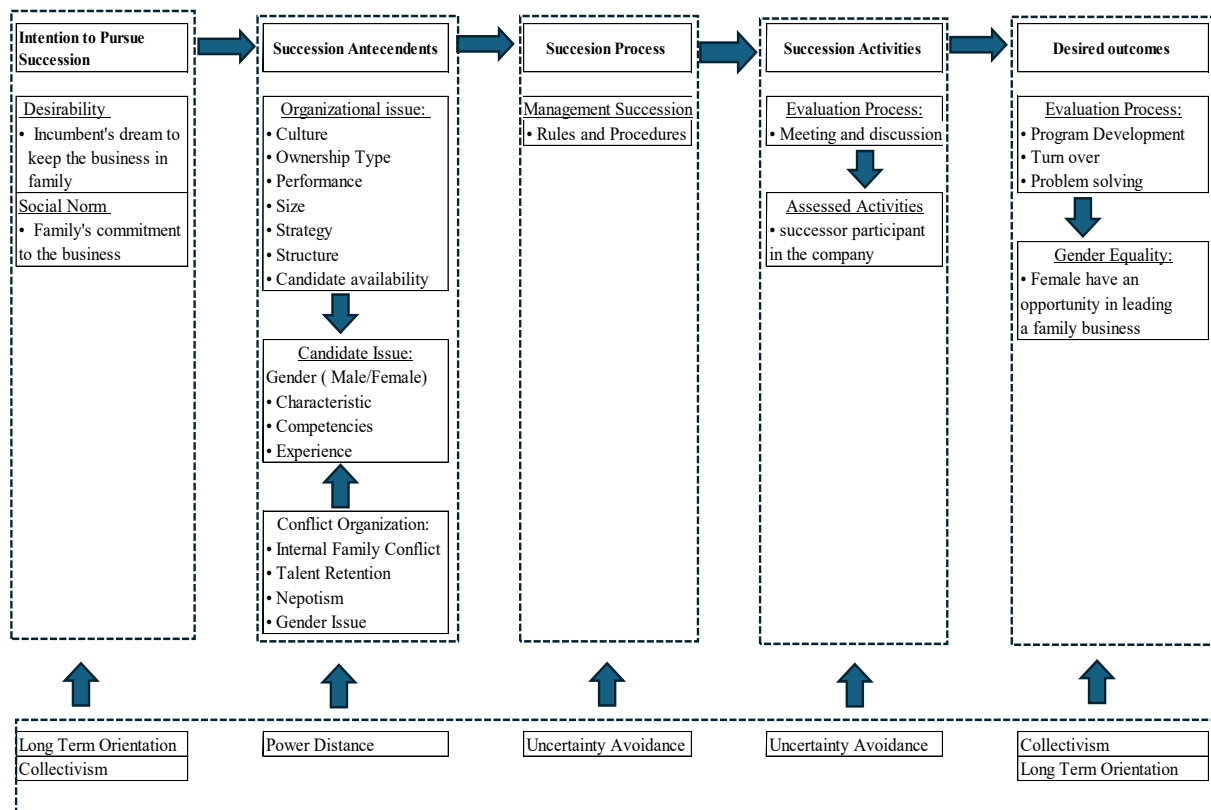 Intention to Pursue
Succession
Succession Antecendents
Succesion Process
Succession Activities
Desired outcomes
Desirability
• Incumbent's dream to
keep the business in
family
Social Norm
• Family's commitment
to the business
Organizational issue:
• Culture
• Ownership Type
• Performance
• Size
• Strategy
• Structure
• Candidate availability
Candidate Issue:
Gender ( Male/Female)
• Characteristic
• Competencies
• Experience
Conflict Organization:
• Internal Family Conflict
• Talent Retention
• Nepotism
• Gender Issue
Management Succession
• Rules and Procedures
Evaluation Process:
• Meeting and discussion
Assessed Activities
• successor participant
in the company
Evaluation Process:
• Program Development
• Turn over
• Problem solving
Gender Equality:
• Female have an
opportunity in leading
a family business
Long Term Orientation
Collectivism
Power Distance
Uncertainty Avoidance
Uncertainty Avoidance
Collectivism
Long Term Orientation